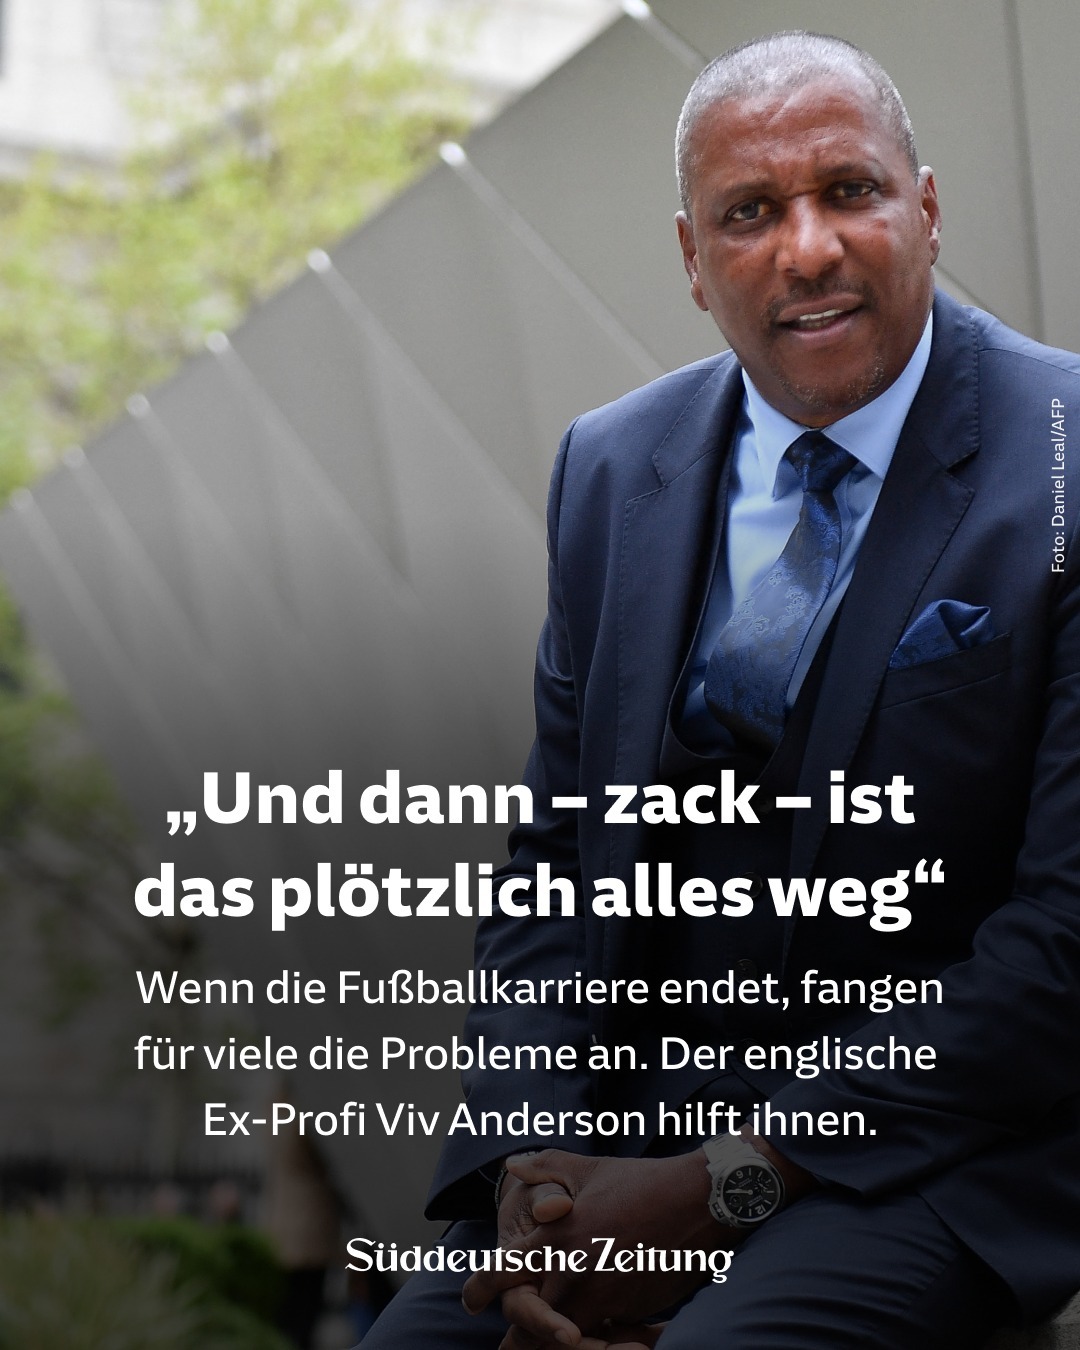 Foto: Daniel Leal/AFP
„Und dann – zack – ist
das plötzlich alles weg“
Wenn die Fußballkarriere endet, fangen
für viele die Probleme an. Der englische
Ex-Profi Viv Anderson hilft ihnen.
Süddeutsche Zeitung